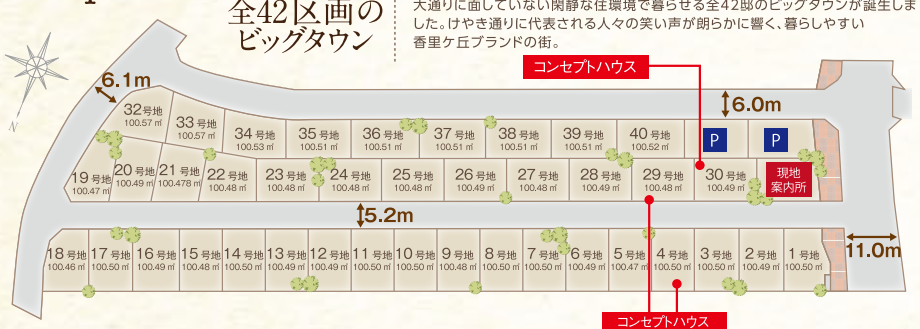 全42区画の
ビッグタウン
大通りに面していない閑静な住環境で暮らせる全42邸のビッグタウンが誕生しま
した。けやき通りに代表される人々の笑い声が朗らかに響く、暮らしやすい
香里ケ丘ブランドの街。
コンセプトハウス
6.1m
6.0m
N
32号地
100.57㎡
33号地
100.57㎡
34号地
100.53㎡
35号地
100.51㎡
36号地
100.51㎡
37号地
100.51㎡
38号地
100.51㎡
39号地
100.51㎡
40号地
100.52㎡
P
P
19号地
100.47㎡
20号地
100.49㎡
21号地
100.478㎡
22号地
100.48㎡
23号地
100.48㎡
24号地
100.48㎡
25号地
100.48㎡
26号地
100.49㎡
27号地
100.48㎡
28号地
100.49㎡
29号地
100.48㎡
30号地
100.49㎡
現地
案内所
5.2m
11.0m
18号地
100.46㎡
17号地
100.50㎡
16号地
100.49㎡
15号地
100.48㎡
14号地
100.50㎡
13号地
100.49㎡
12号地
100.49㎡
11号地
100.50㎡
10号地
100.50㎡
9号地
100.48㎡
8号地
100.50㎡
7号地
100.50㎡
6号地
100.49㎡
5号地
100.47㎡
4号地
100.50㎡
3号地
100.50㎡
2号地
100.49㎡
1号地
100.50㎡
コンセプトハウス